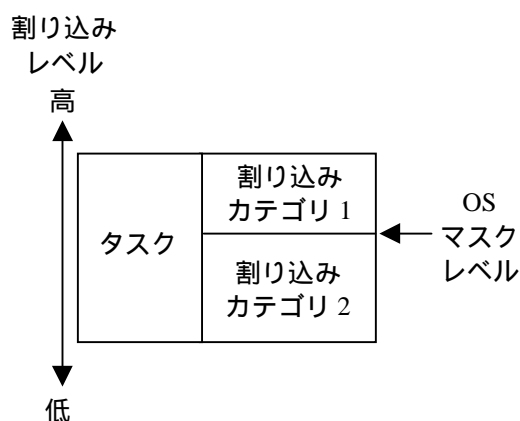 割り込み
レベル
高
割り込み
カテゴリ 1
タスク
割り込み
カテゴリ 2
OS
マスク
レベル
低